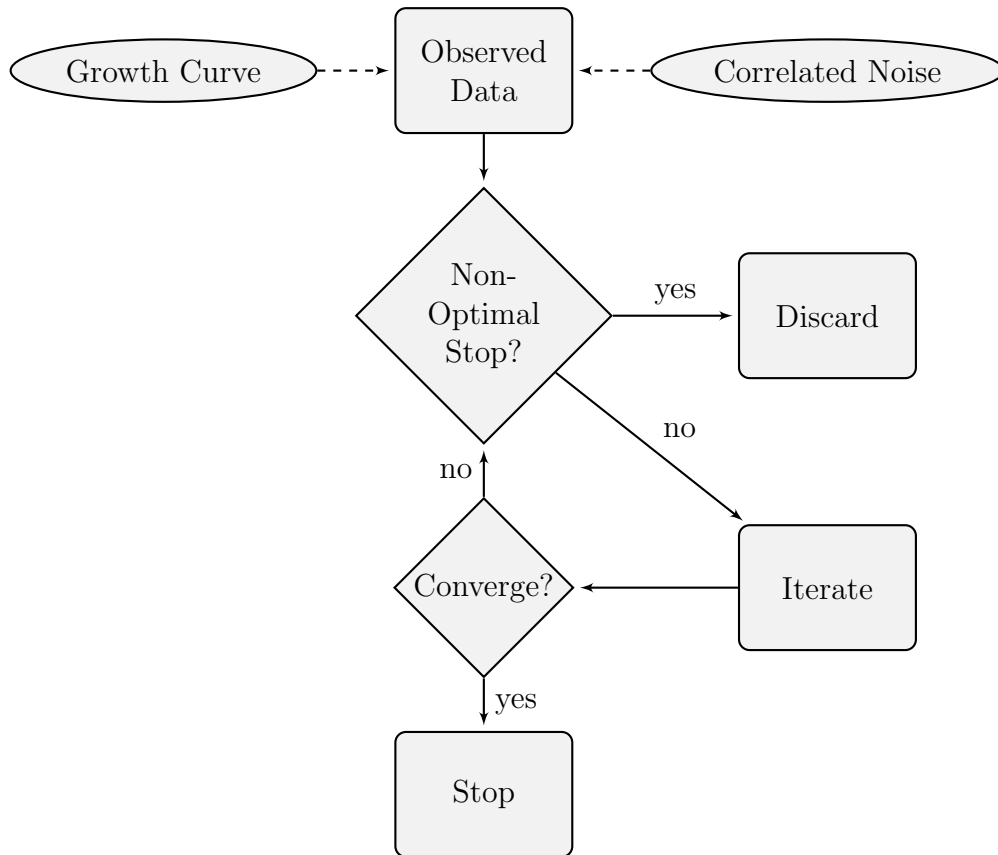 Growth Curve
Observed
Data
Correlated Noise
Non-
Optimal
Stop?
yes
Discard
no
no
Converge?
Iterate
yes
Stop